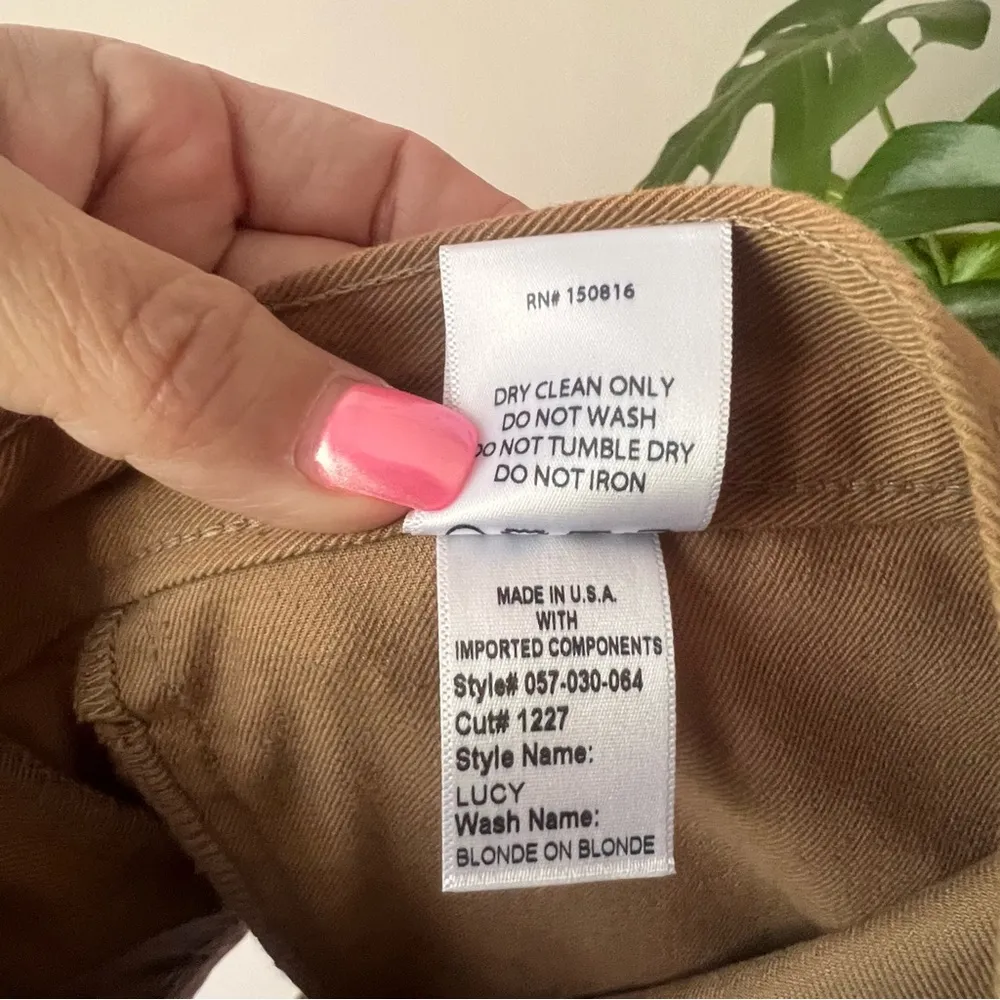 RN# 150816
DRY CLEAN ONLY
DO NOT WASH
DO NOT TUMBLE DRY
DO NOT IRON
MADE IN U.S.A.
WITH
IMPORTED COMPONENTS
Style# 057-030-064
Cut# 1227
Style Name:
LUCY
Wash Name:
BLONDE ON BLONDE